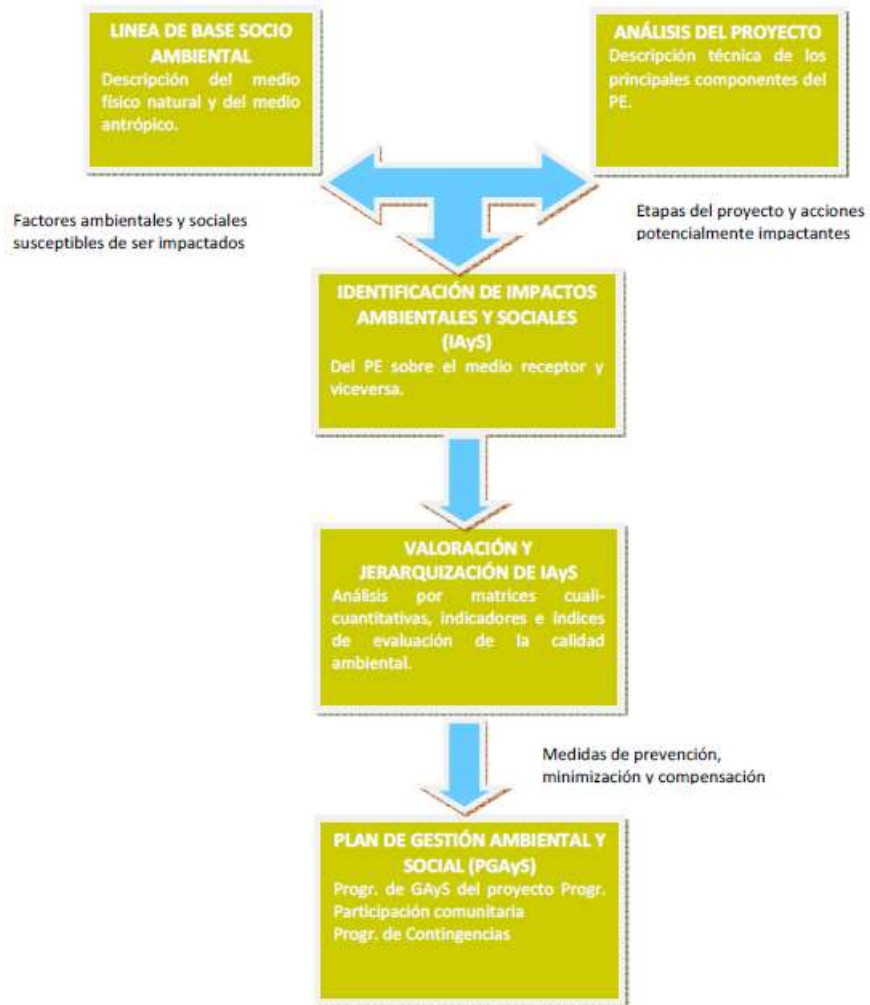 LINEA DE BASE SOCIO
AMBIENTAL
Descripción del medio
físico natural y del medio
antrópico.
ANÁLISIS DEL PROYECTO
Descripción técnica de los
principales componentes del
PE.
Factores ambientales y sociales
susceptibles de ser impactados
Etapas del proyecto y acciones
potencialmente impactantes
IDENTIFICACIÓN DE IMPACTOS
AMBIENTALES Y SOCIALES
(IAyS)
Del PE sobre el medio receptor y
viceversa.
VALORACIÓN Y
JERARQUIZACIÓN DE IAyS
Análisis por matrices cuali-
cuantitativas, indicadores e índices
de evaluación de la calidad
ambiental.
Medidas de prevención,
minimización y compensación
PLAN DE GESTIÓN AMBIENTAL Y
SOCIAL (PGAyS)
Progr. de GAyS del proyecto Progr.
Participación comunitaria
Progr. de Contingencias